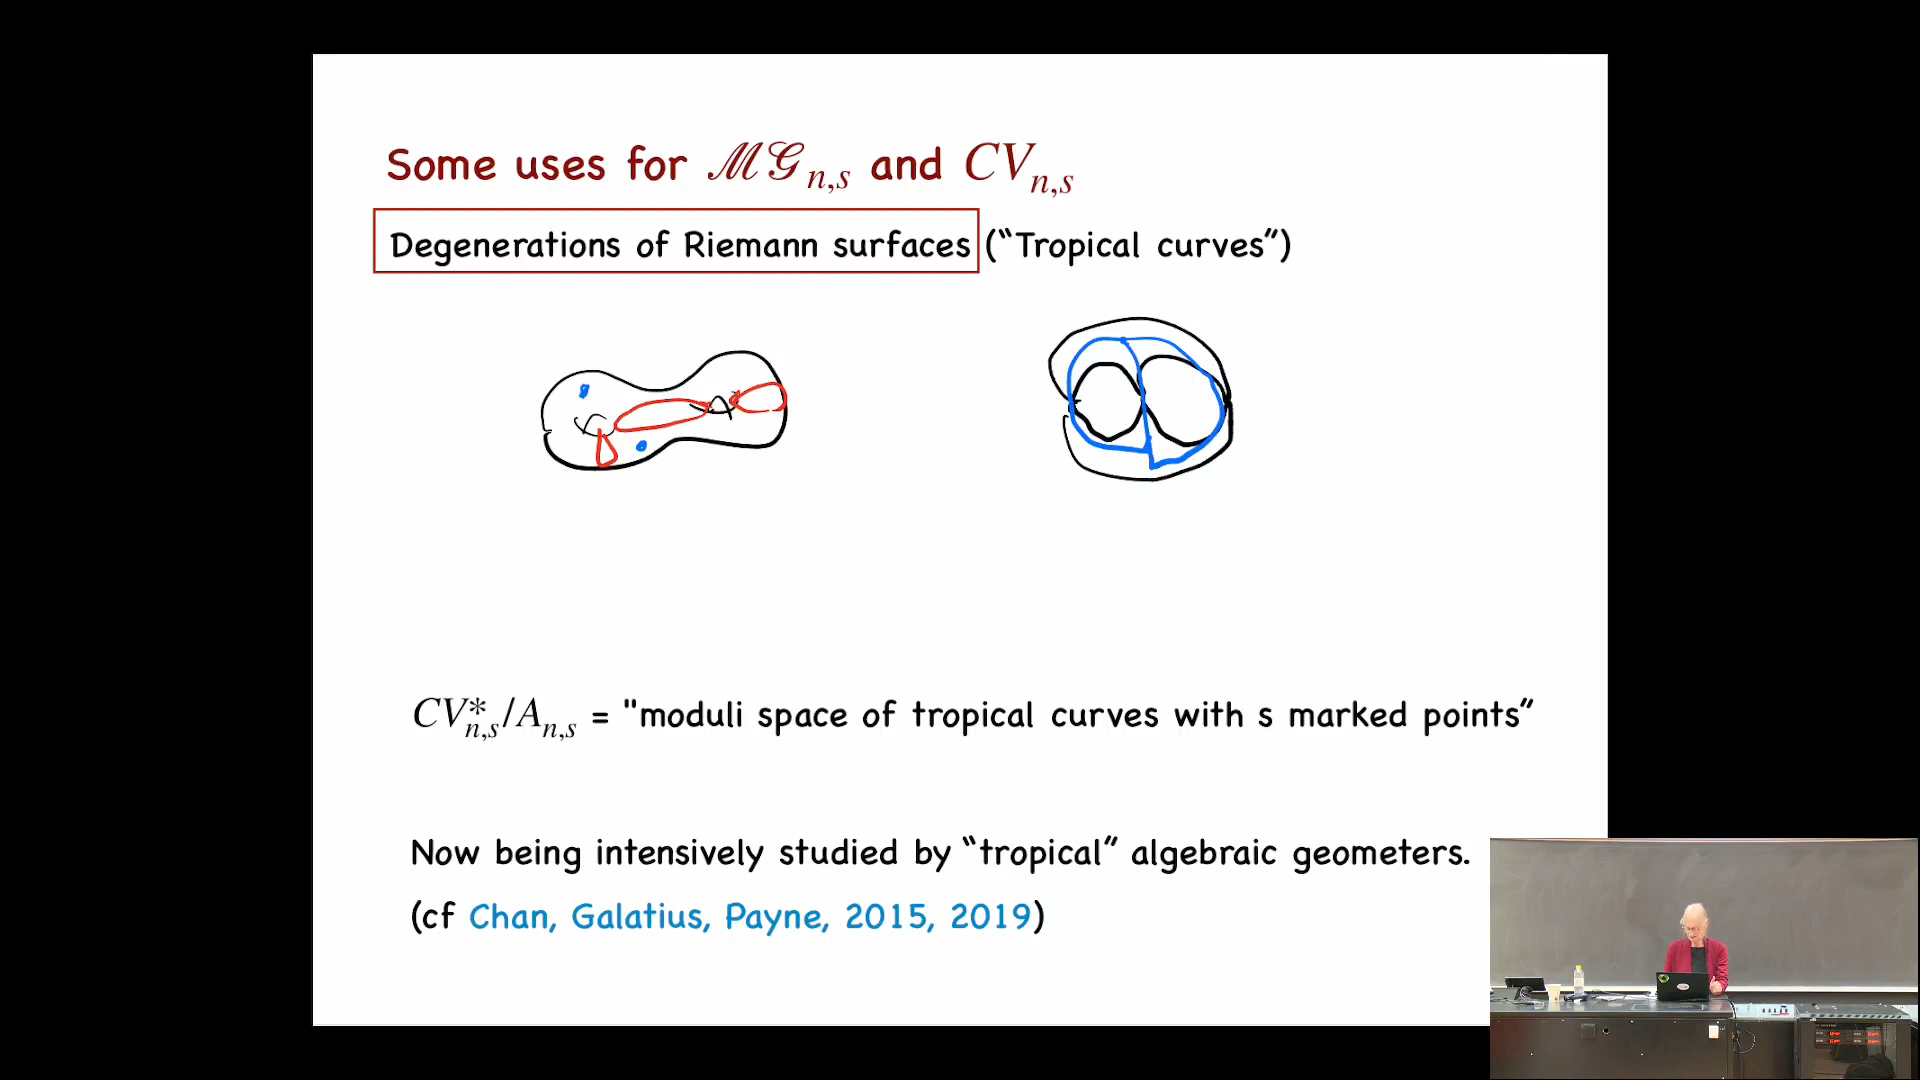 Some uses for ℳ𝒢n,s and CVn,s
Degenerations of Riemann surfaces (“Tropical curves”)
CV*n,s/An,s = "moduli space of tropical curves with s marked points”
Now being intensively studied by “tropical” algebraic geometers.
(cf Chan, Galatius, Payne, 2015, 2019)